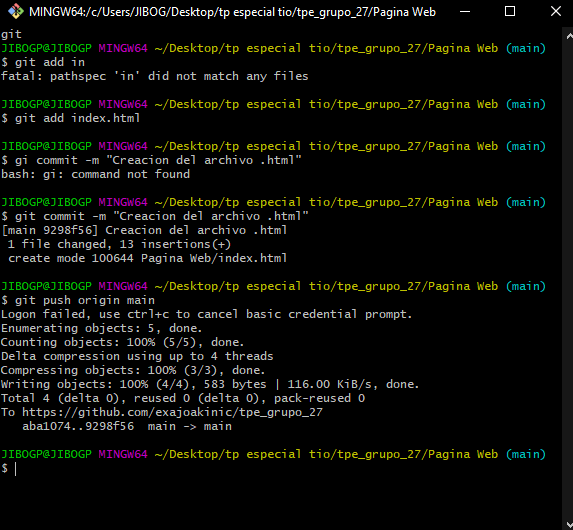 MINGW64:/c/Users/JIBOG/Desktop/tp especial tio/tpe_grupo_27/Pagina Web
git
JIBOGP@JIBOGP MINGW64 ~/Desktop/tp especial tio/tpe_grupo_27/Pagina Web (main)
$ git add in
fatal: pathspec 'in' did not match any files
JIBOGP@JIBOGP MINGW64 ~/Desktop/tp especial tio/tpe_grupo_27/Pagina Web (main)
$ git add index.html
JIBOGP@JIBOGP MINGW64 ~/Desktop/tp especial tio/tpe_grupo_27/Pagina Web (main)
$ gi commit -m "Creacion del archivo .html"
bash: gi: command not found
JIBOGP@JIBOGP MINGW64 ~/Desktop/tp especial tio/tpe_grupo_27/Pagina Web (main)
$ git commit -m "Creacion del archivo .html"
[main 9298f56] Creacion del archivo .html
 1 file changed, 13 insertions(+)
 create mode 100644 Pagina Web/index.html
JIBOGP@JIBOGP MINGW64 ~/Desktop/tp especial tio/tpe_grupo_27/Pagina Web (main)
$ git push origin main
Logon failed, use ctrl+c to cancel basic credential prompt.
Enumerating objects: 5, done.
Counting objects: 100% (5/5), done.
Delta compression using up to 4 threads
Compressing objects: 100% (3/3), done.
Writing objects: 100% (4/4), 583 bytes | 116.00 KiB/s, done.
Total 4 (delta 0), reused 0 (delta 0), pack-reused 0
To https://github.com/exajoakinic/tpe_grupo_27
   aba1074..9298f56  main -> main
JIBOGP@JIBOGP MINGW64 ~/Desktop/tp especial tio/tpe_grupo_27/Pagina Web (main)
$